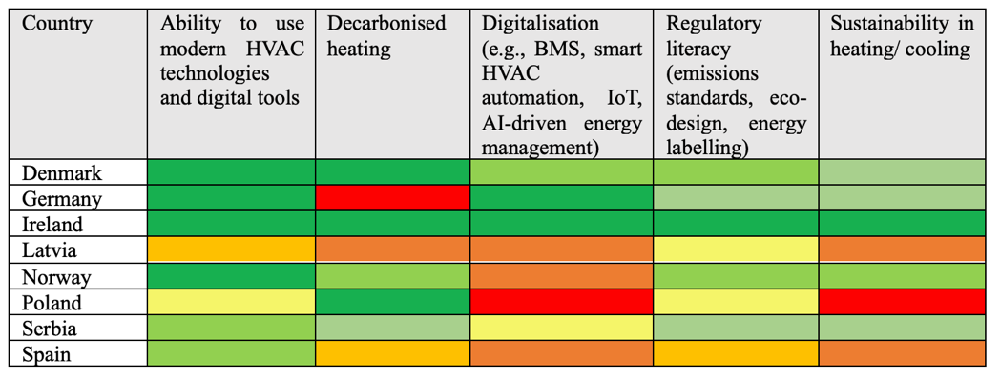 Country
Ability to use
modern HVAC
technologies
and digital tools
Decarbonised
heating
Digitalisation
(e.g., BMS, smart
HVAC
automation, IoT,
AI-driven energy
management)
Regulatory
literacy
(emissions
standards, eco-
design, energy
labelling)
Sustainability in
heating/ cooling
Denmark
Germany
Ireland
Latvia
Norway
Poland
Serbia
Spain